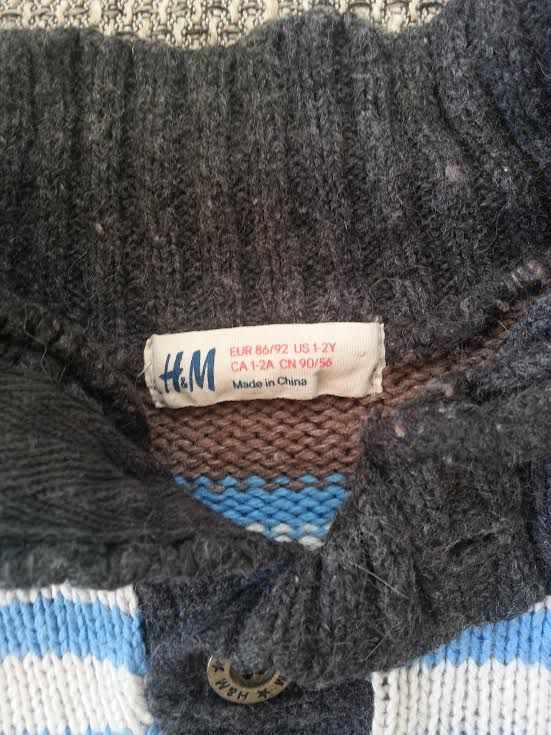 H&M
EUR 86/92 US 1-2Y
CA 1-2A CN 90/56
Made in China
H&M ★ M ★